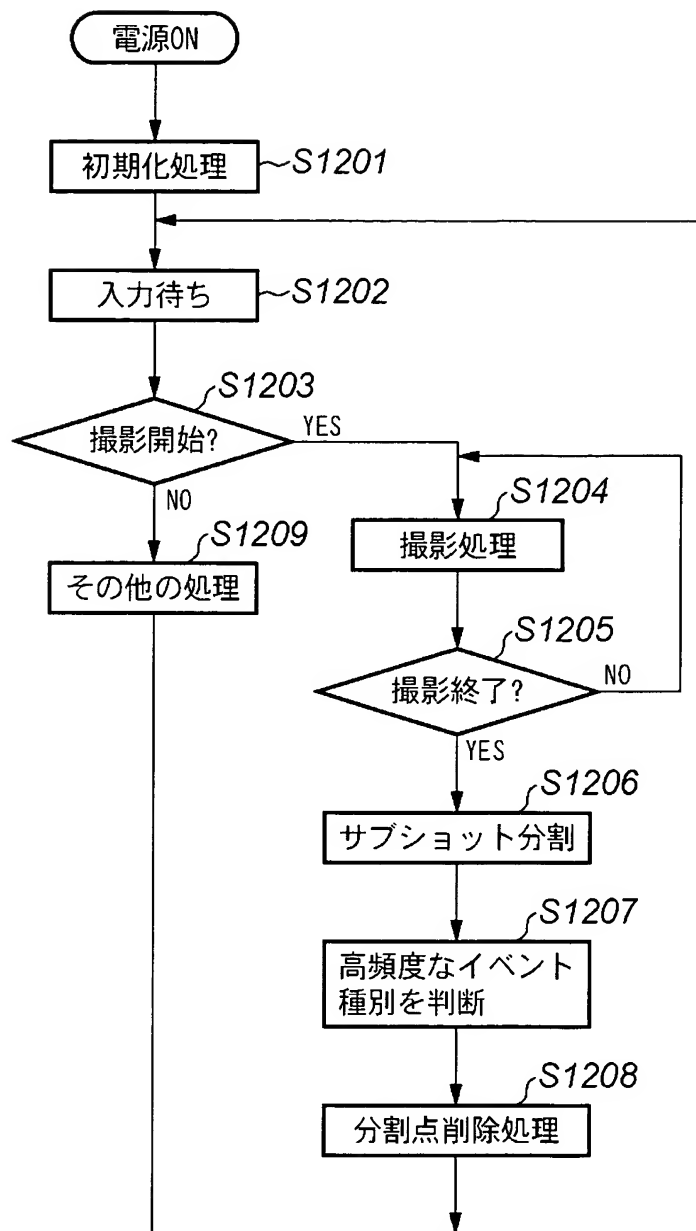 電源ON
初期化処理
S1201
入力待ち
S1202
S1203
撮影開始?
YES
NO
S1204
撮影処理
S1209
その他の処理
S1205
撮影終了?
NO
YES
S1206
サブショット分割
S1207
高頻度なイベント
種別を判断
S1208
分割点削除処理